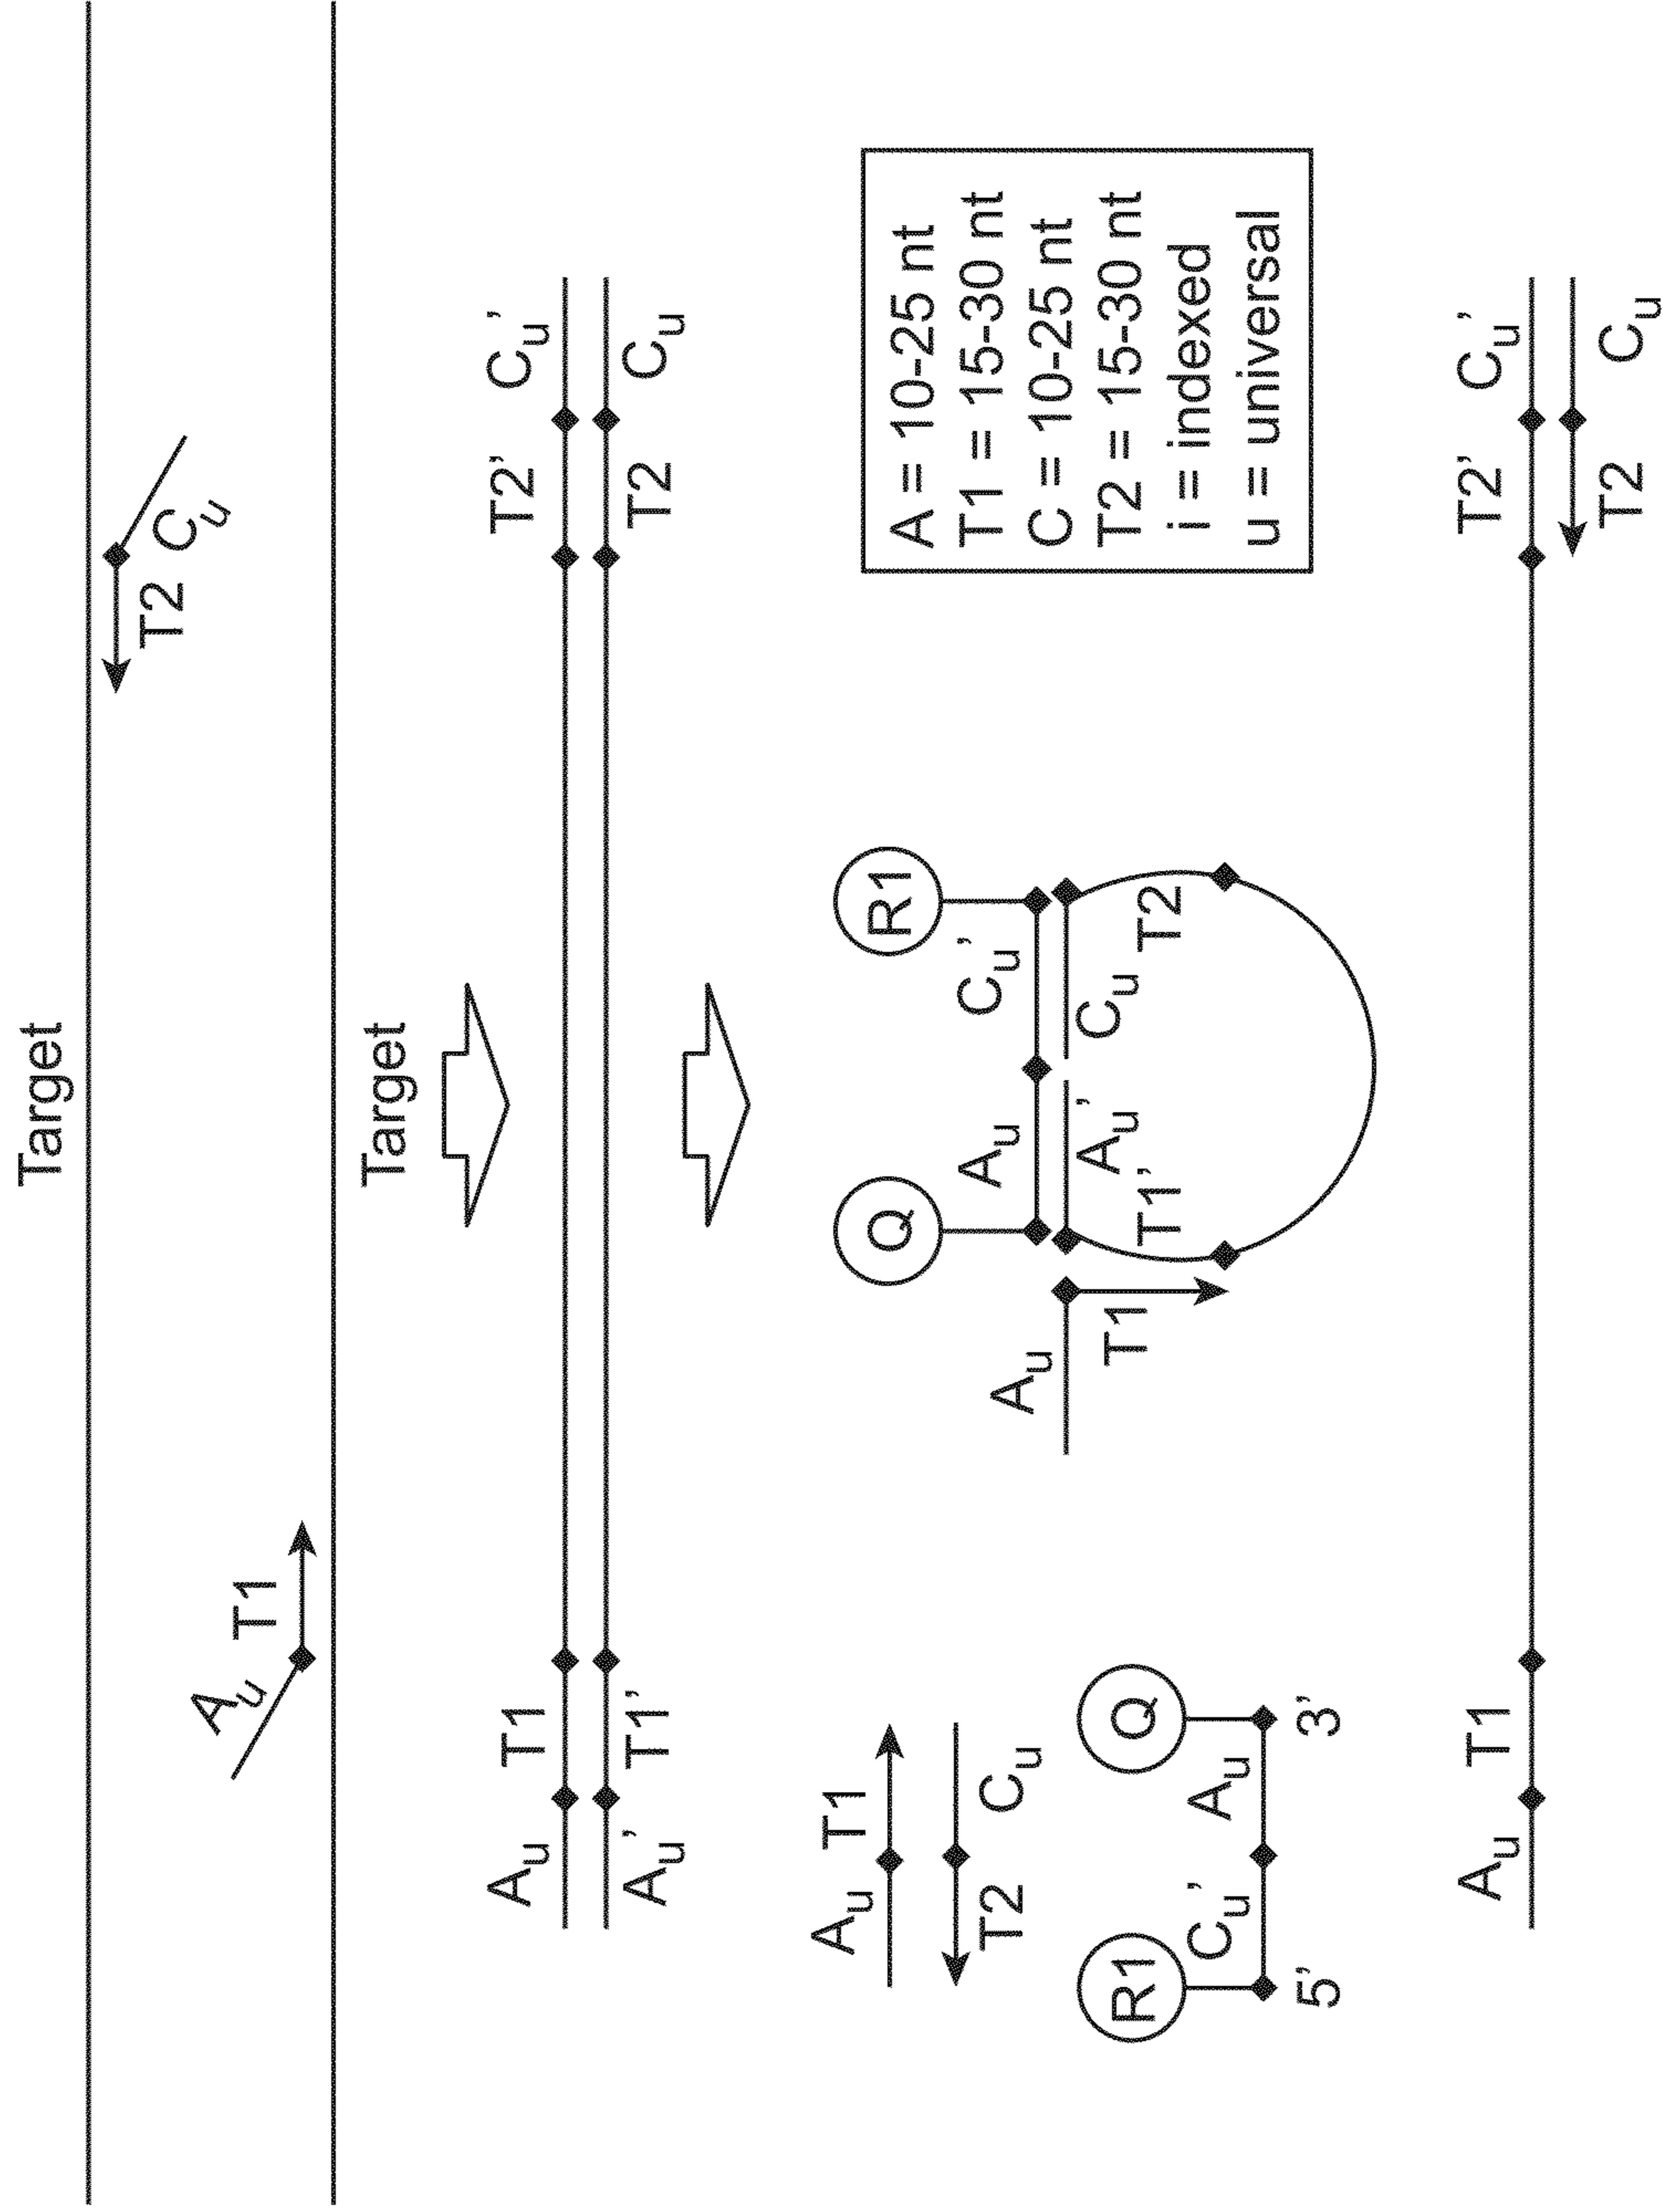 Target
T2
Cu
Au
T1
Target
Au T1 T2' Cu'
Au' T1' T2 Cu
Au T1
T2 Cu
R1 Q
Cu' Au
5' 3'
Q R1
Au Cu'
Au' Cu
T1' T2
Au
T1
A = 10-25 nt
T1 = 15-30 nt
C = 10-25 nt
T2 = 15-30 nt
i = indexed
u = universal
Au T1 T2' Cu'
T2 Cu